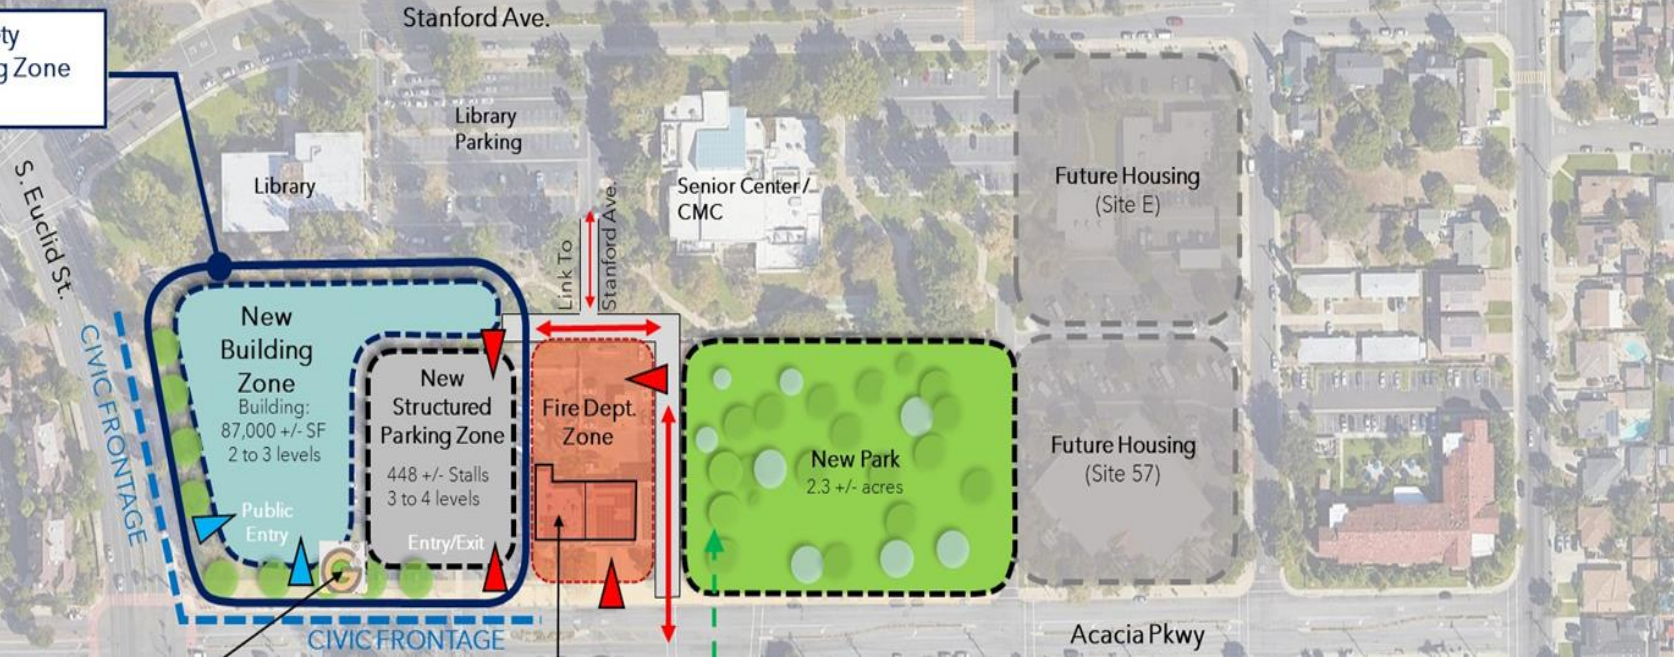 Stanford Ave.
ty
g Zone
Library
Parking
Library
Senior Center /
CMC
Future Housing
(Site E)
S. Euclid St.
Link To
Stanford Ave.
CIVIC FRONTAGE
New
Building
Zone
Building:
87,000 +/- SF
2 to 3 levels
Public
Entry
New
Structured
Parking Zone
448 +/- Stalls
3 to 4 levels
Entry/Exit
Fire Dept.
Zone
New Park
2.3 +/- acres
Future Housing
(Site 57)
G
CIVIC FRONTAGE
Acacia Pkwy